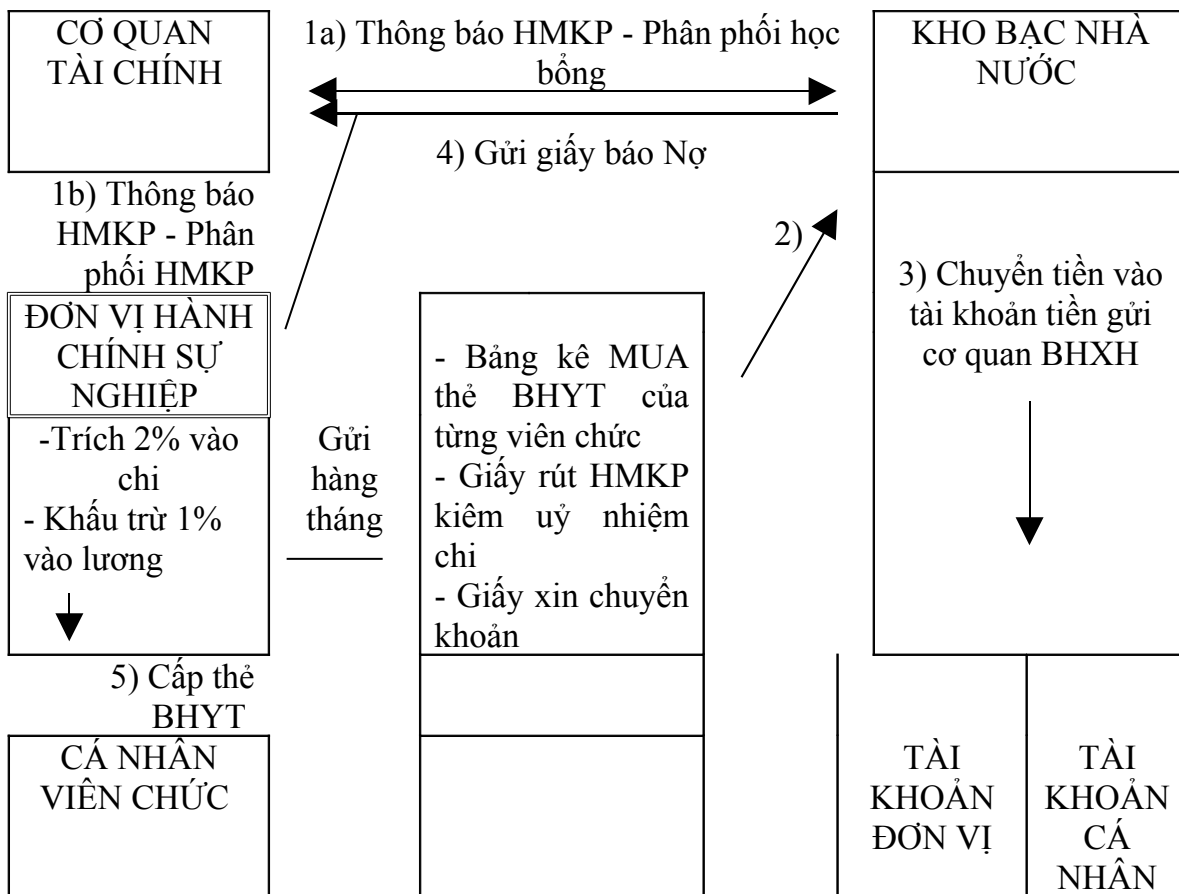 CƠ QUAN
TÀI CHÍNH
1a) Thông báo HMKP - Phân phối học
bổng
KHO BẠC NHÀ
NƯỚC
4) Gửi giấy báo Nợ
1b) Thông báo
HMKP - Phân
phối HMKP
2)
3) Chuyển tiền vào
tài khoản tiền gửi
cơ quan BHXH
ĐƠN VỊ HÀNH
CHÍNH SỰ
NGHIỆP
-Trích 2% vào
chi
- Khấu trừ 1%
vào lương
Gửi
hàng
tháng
- Bảng kê MUA
thẻ BHYT của
từng viên chức
- Giấy rút HMKP
kiêm uỷ nhiệm
chi
- Giấy xin chuyển
khoản
5) Cấp thẻ
BHYT
CÁ NHÂN
VIÊN CHỨC
TÀI
KHOẢN
ĐƠN VỊ
TÀI
KHOẢN
CÁ
NHÂN